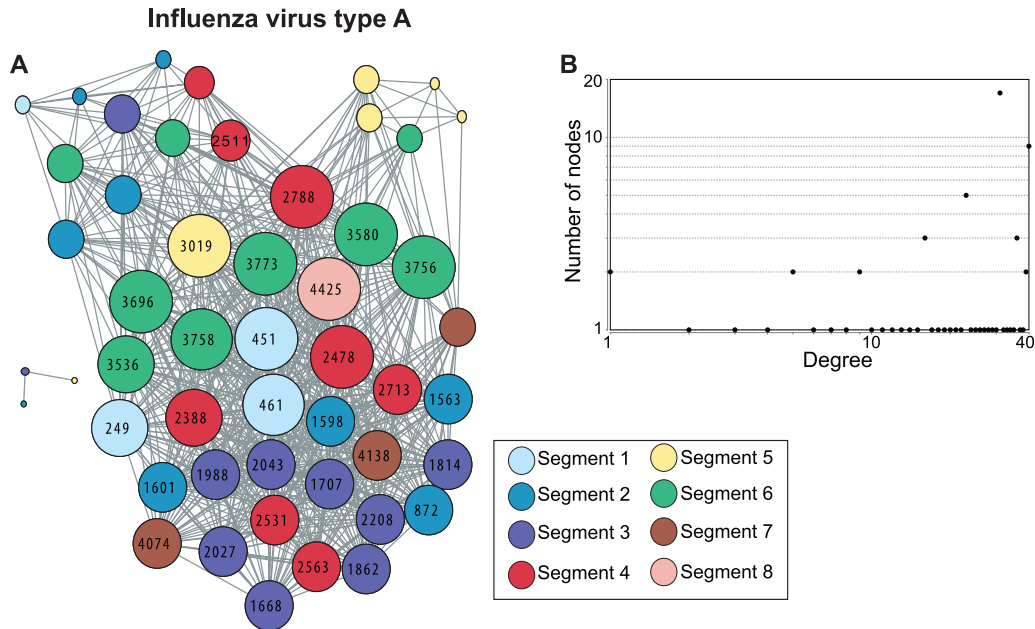 Influenza virus type A
A
2511
2788
3580
3019
3773
3756
4425
3696
3758
451
3536
2478
2713
1563
461
249
2388
1598
4138
1814
2043
1988
1707
1601
872
2531
2208
4074
2027
2563
1862
1668
B
20
10
1
Number of nodes
1
10
40
Degree
Segment 1
Segment 2
Segment 3
Segment 4
Segment 5
Segment 6
Segment 7
Segment 8